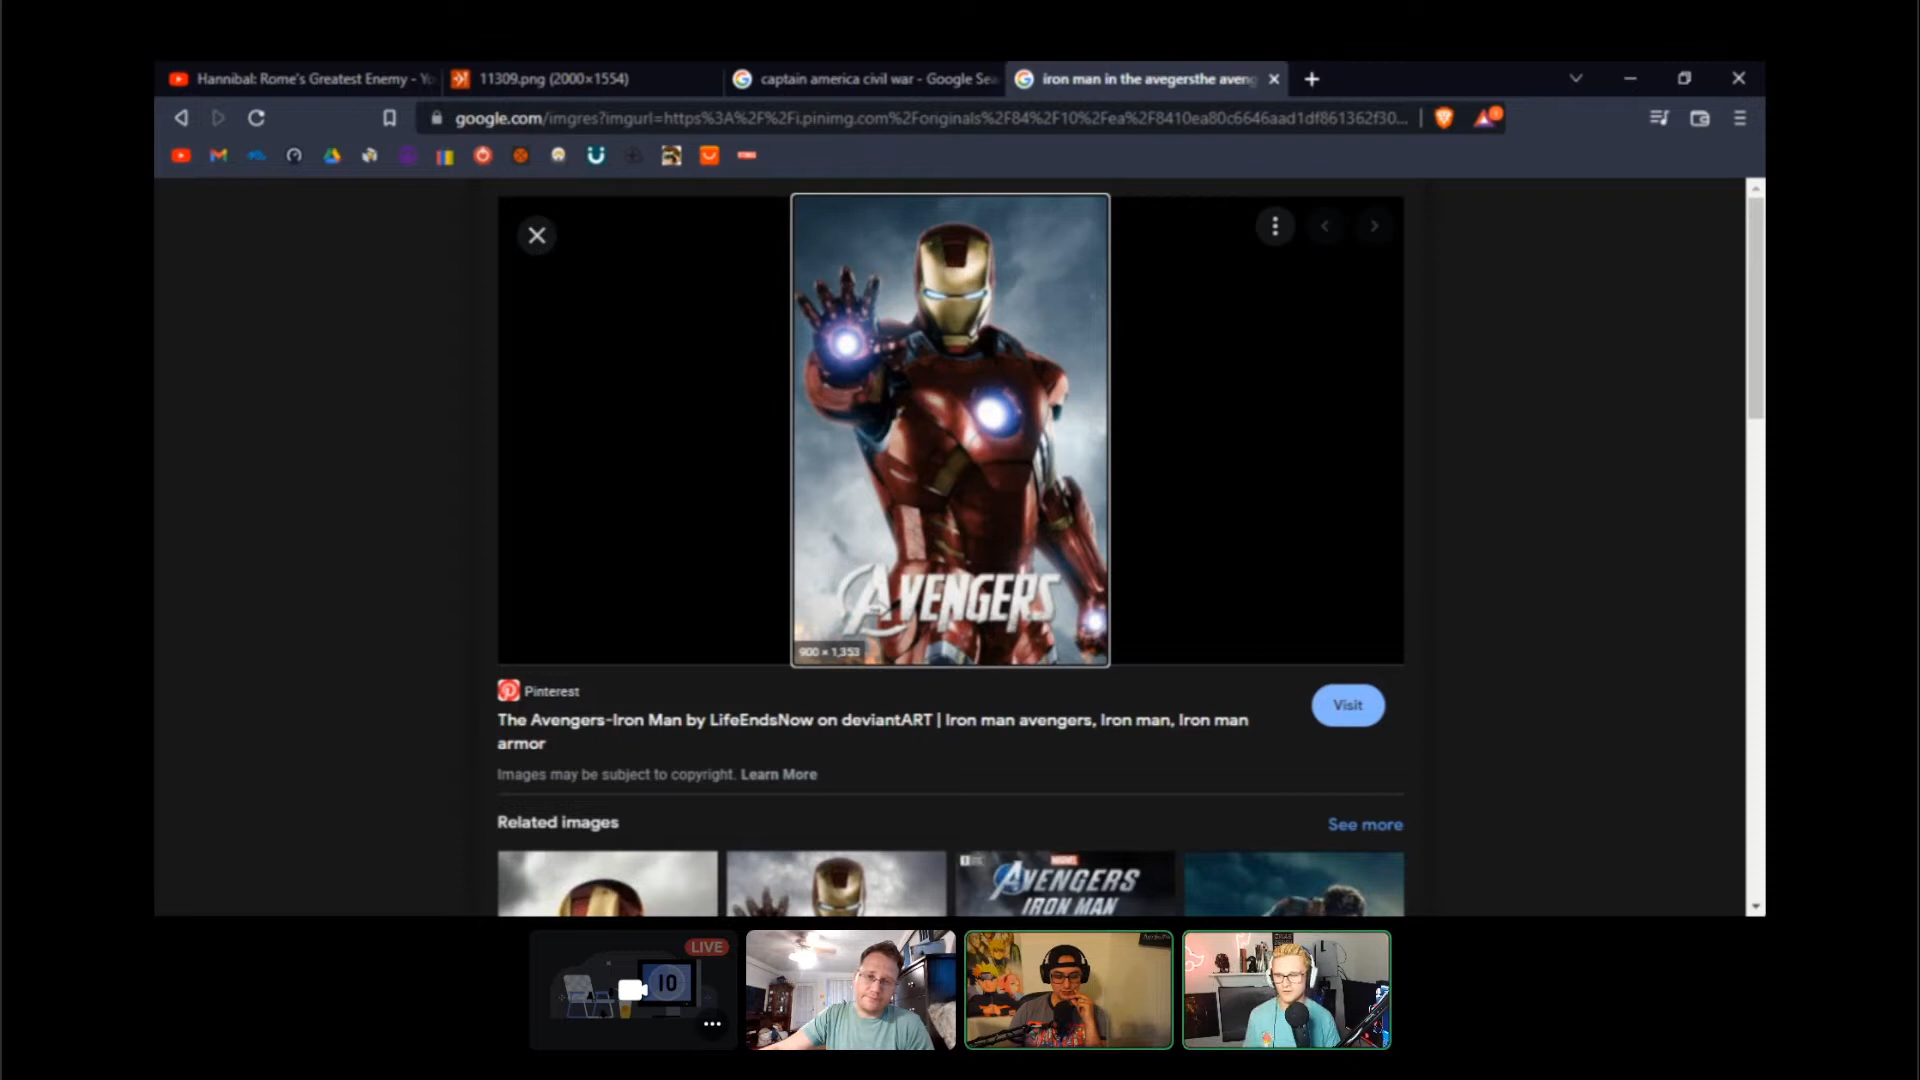 Hannibal: Rome's Greatest Enemy - Yo
11309.png (2000×1554)
captain america civil war - Google Sea
iron man in the avegersthe aveng
google.com/imgres?imgurl=https%3A%2F%2Fi.pinimg.com%2Foriginals%2F84%2F10%2Fea%2F8410ea80c6646aad1df861362f30...
THE AVENGERS
900 × 1,353
Pinterest
The Avengers-Iron Man by LifeEndsNow on deviantART | Iron man avengers, Iron man, Iron man
armor
Visit
Images may be subject to copyright. Learn More
Related images
See more
MARVEL
AVENGERS
IRON MAN
LIVE
10